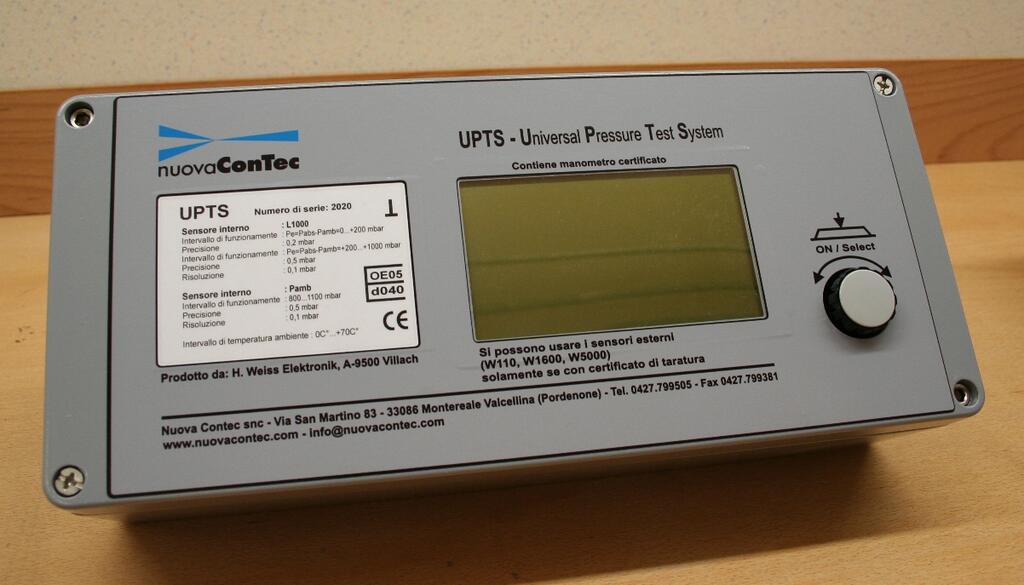 nuovaConTec
UPTS - Universal Pressure Test System
Contiene manometro certificato
UPTS Numero di serie: 2020
Sensore interno : L1000
Intervallo di funzionamente : Pe=Pabs-Pamb=0...+200 mbar
Precisione : 0,2 mbar
Intervallo di funzionamente : Pe=Pabs-Pamb=+200...+1000 mbar
Precisione : 0,5 mbar
Risoluzione : 0,1 mbar
OE05
d040
Sensore interno : Pamb
Intervallo di funzionamente : 800...1100 mbar
Precisione : 0,5 mbar
Risoluzione : 0,1 mbar
CE
Intervallo di temperatura ambiente : 0C°...+70C°
Prodotto da: H. Weiss Elektronik, A-9500 Villach
ON / Select
Si possono usare i sensori esterni
(W110, W1600, W5000)
solamente se con certificato di taratura
Nuova Contec snc - Via San Martino 83 - 33086 Montereale Valcellina (Pordenone) - Tel. 0427.799505 - Fax 0427.799381
www.nuovacontec.com - info@nuovacontec.com